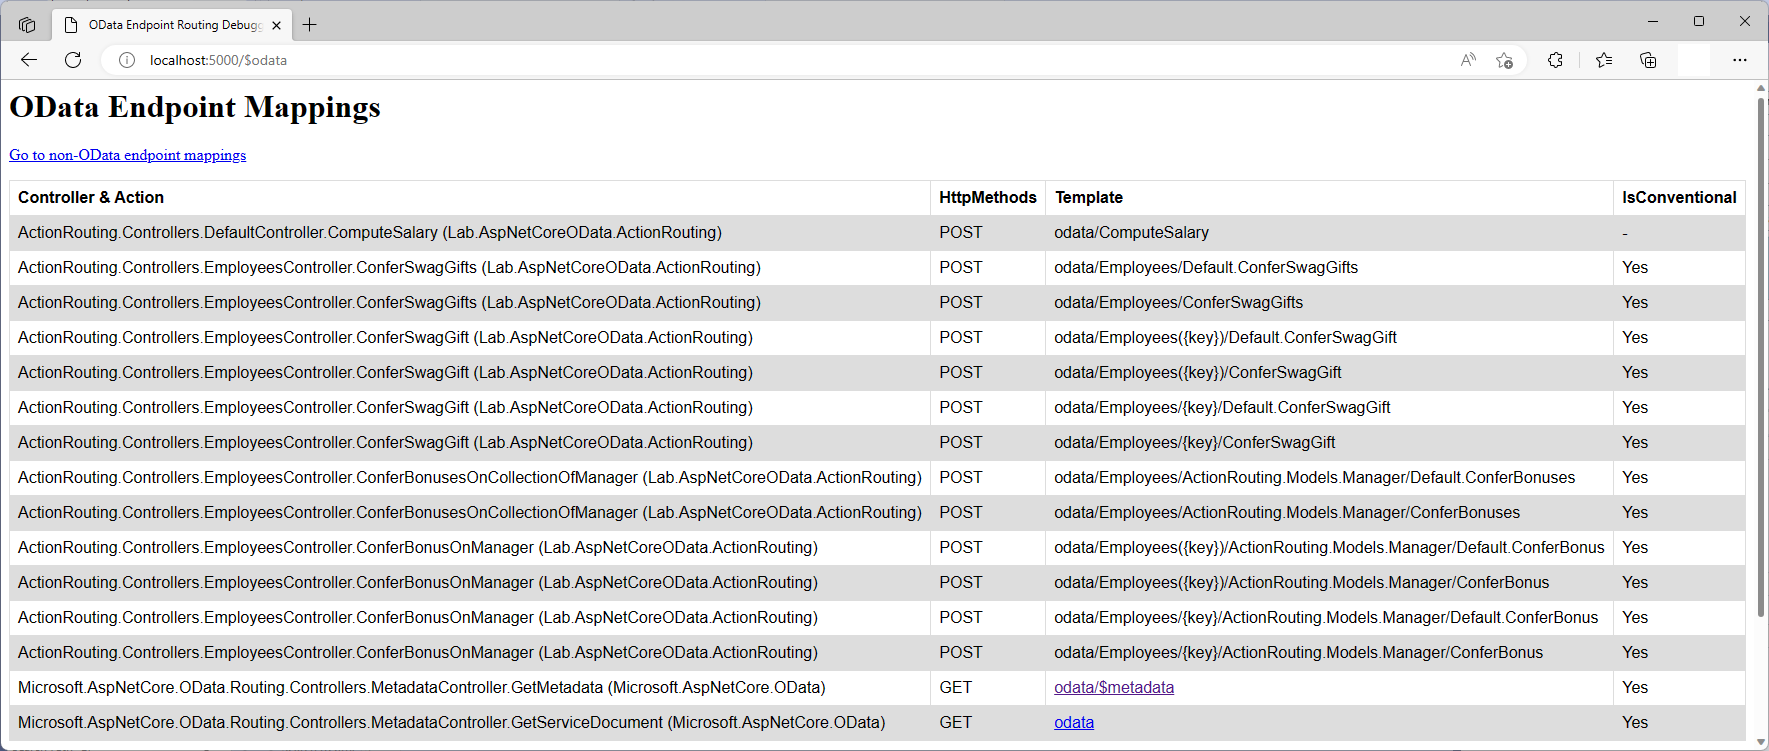 OData Endpoint Routing Debugg
localhost:5000/$odata
OData Endpoint Mappings
Go to non-OData endpoint mappings
Controller & Action HttpMethods Template IsConventional
ActionRouting.Controllers.DefaultController.ComputeSalary (Lab.AspNetCoreOData.ActionRouting) POST odata/ComputeSalary -
ActionRouting.Controllers.EmployeesController.ConferSwagGifts (Lab.AspNetCoreOData.ActionRouting) POST odata/Employees/Default.ConferSwagGifts Yes
ActionRouting.Controllers.EmployeesController.ConferSwagGifts (Lab.AspNetCoreOData.ActionRouting) POST odata/Employees/ConferSwagGifts Yes
ActionRouting.Controllers.EmployeesController.ConferSwagGift (Lab.AspNetCoreOData.ActionRouting) POST odata/Employees({key})/Default.ConferSwagGift Yes
ActionRouting.Controllers.EmployeesController.ConferSwagGift (Lab.AspNetCoreOData.ActionRouting) POST odata/Employees({key})/ConferSwagGift Yes
ActionRouting.Controllers.EmployeesController.ConferSwagGift (Lab.AspNetCoreOData.ActionRouting) POST odata/Employees/{key}/Default.ConferSwagGift Yes
ActionRouting.Controllers.EmployeesController.ConferSwagGift (Lab.AspNetCoreOData.ActionRouting) POST odata/Employees/{key}/ConferSwagGift Yes
ActionRouting.Controllers.EmployeesController.ConferBonusesOnCollectionOfManager (Lab.AspNetCoreOData.ActionRouting) POST odata/Employees/ActionRouting.Models.Manager/Default.ConferBonuses Yes
ActionRouting.Controllers.EmployeesController.ConferBonusesOnCollectionOfManager (Lab.AspNetCoreOData.ActionRouting) POST odata/Employees/ActionRouting.Models.Manager/ConferBonuses Yes
ActionRouting.Controllers.EmployeesController.ConferBonusOnManager (Lab.AspNetCoreOData.ActionRouting) POST odata/Employees({key})/ActionRouting.Models.Manager/Default.ConferBonus Yes
ActionRouting.Controllers.EmployeesController.ConferBonusOnManager (Lab.AspNetCoreOData.ActionRouting) POST odata/Employees({key})/ActionRouting.Models.Manager/ConferBonus Yes
ActionRouting.Controllers.EmployeesController.ConferBonusOnManager (Lab.AspNetCoreOData.ActionRouting) POST odata/Employees/{key}/ActionRouting.Models.Manager/Default.ConferBonus Yes
ActionRouting.Controllers.EmployeesController.ConferBonusOnManager (Lab.AspNetCoreOData.ActionRouting) POST odata/Employees/{key}/ActionRouting.Models.Manager/ConferBonus Yes
Microsoft.AspNetCore.OData.Routing.Controllers.MetadataController.GetMetadata (Microsoft.AspNetCore.OData) GET odata/$metadata Yes
Microsoft.AspNetCore.OData.Routing.Controllers.MetadataController.GetServiceDocument (Microsoft.AspNetCore.OData) GET odata Yes